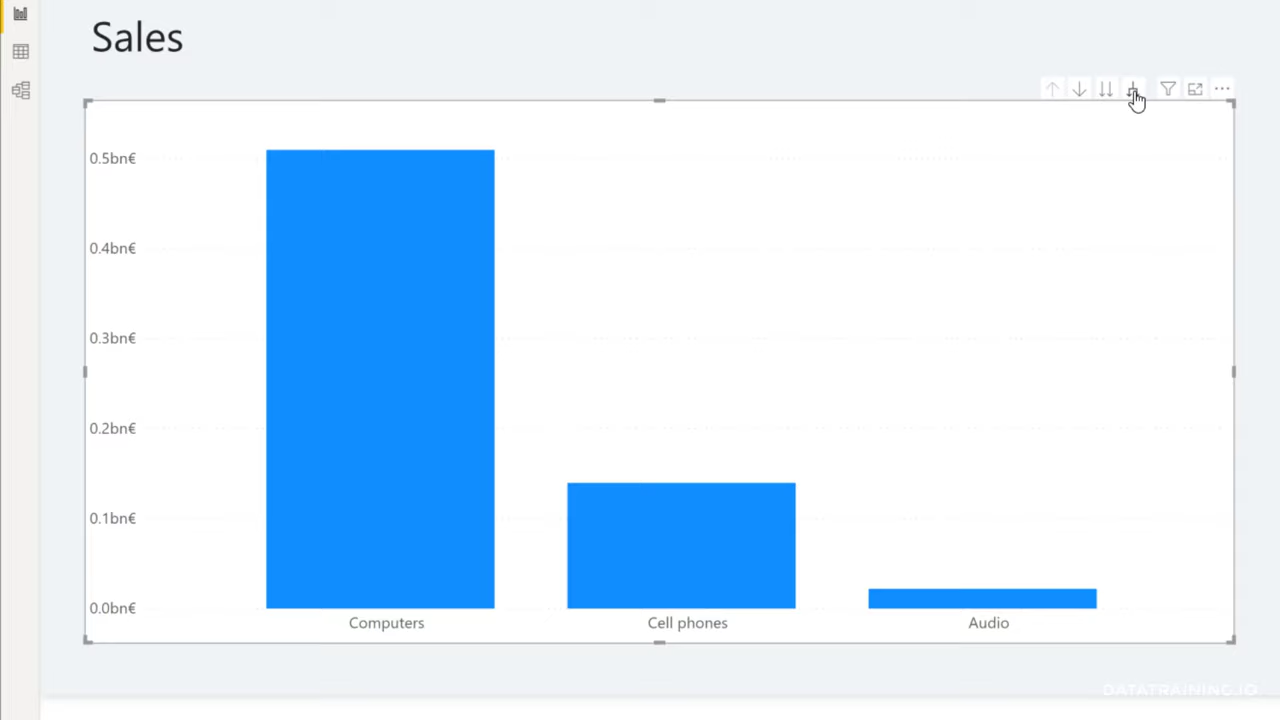 Sales
0.5bn€
0.4bn€
0.3bn€
0.2bn€
0.1bn€
0.0bn€
Computers Cell phones Audio
DATATRAINING.IO